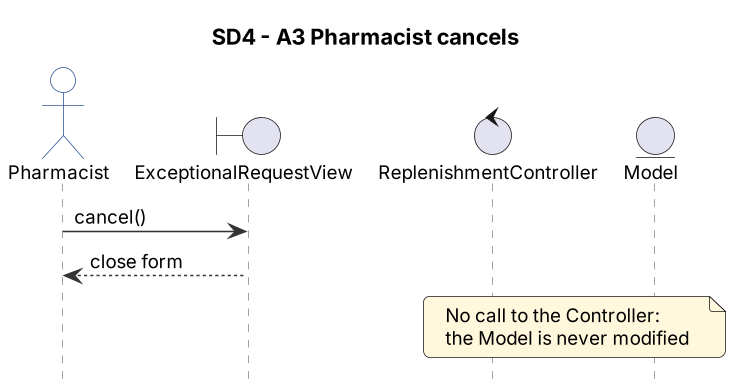 SD4 - A3 Pharmacist cancels
Pharmacist
ExceptionalRequestView
ReplenishmentController
Model
cancel()
close form
No call to the Controller:
the Model is never modified